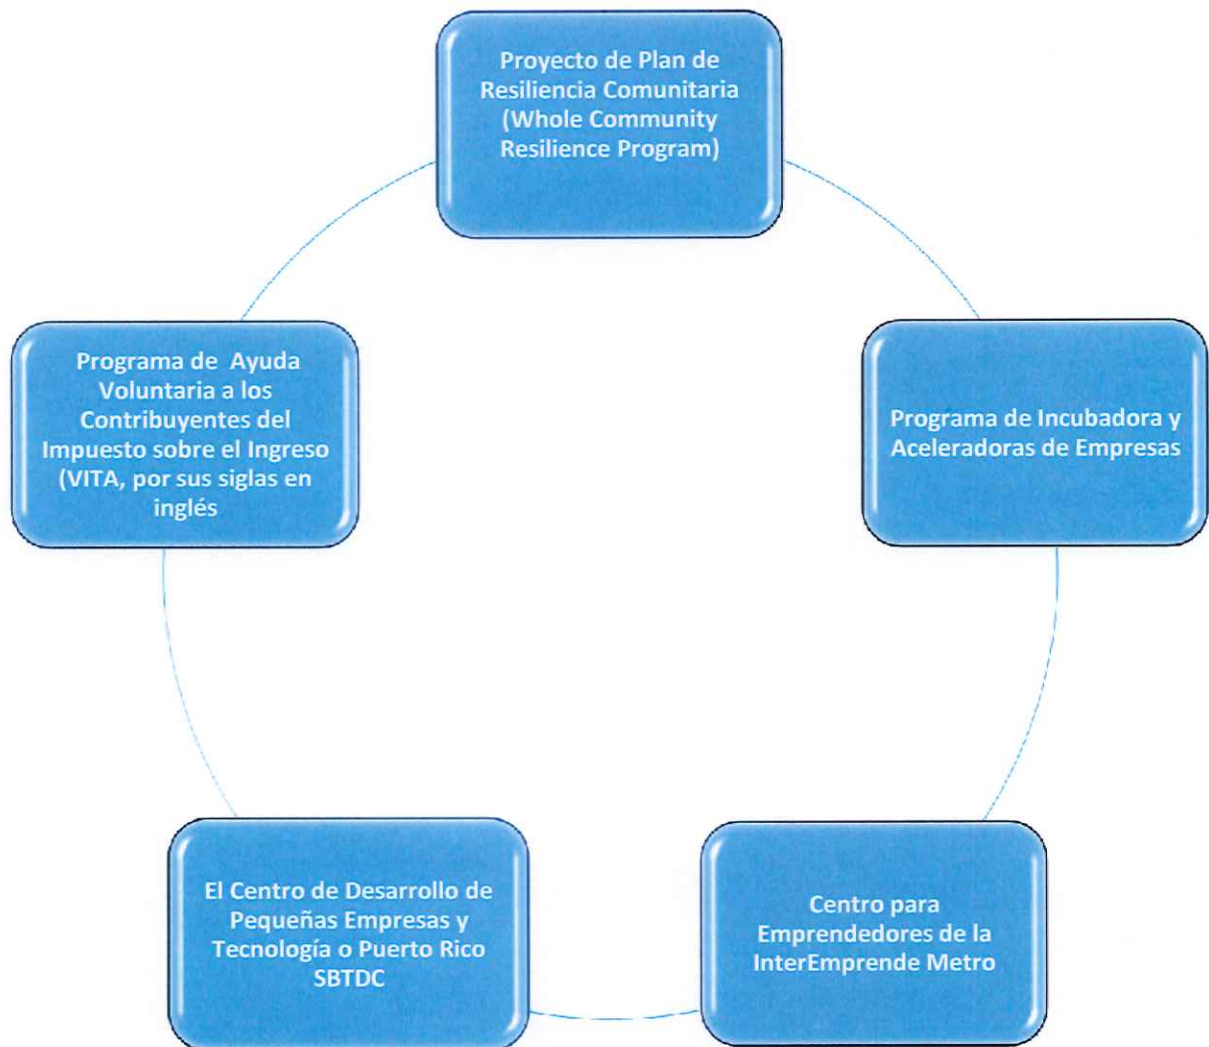 Proyecto de Plan de
Resiliencia Comunitaria
(Whole Community
Resilience Program)
Programa de Incubadora y
Aceleradoras de Empresas
Centro para
Emprendedores de la
InterEmprende Metro
El Centro de Desarrollo de
Pequeñas Empresas y
Tecnología o Puerto Rico
SBTDC
Programa de Ayuda
Voluntaria a los
Contribuyentes del
Impuesto sobre el Ingreso
(VITA, por sus siglas en
inglés